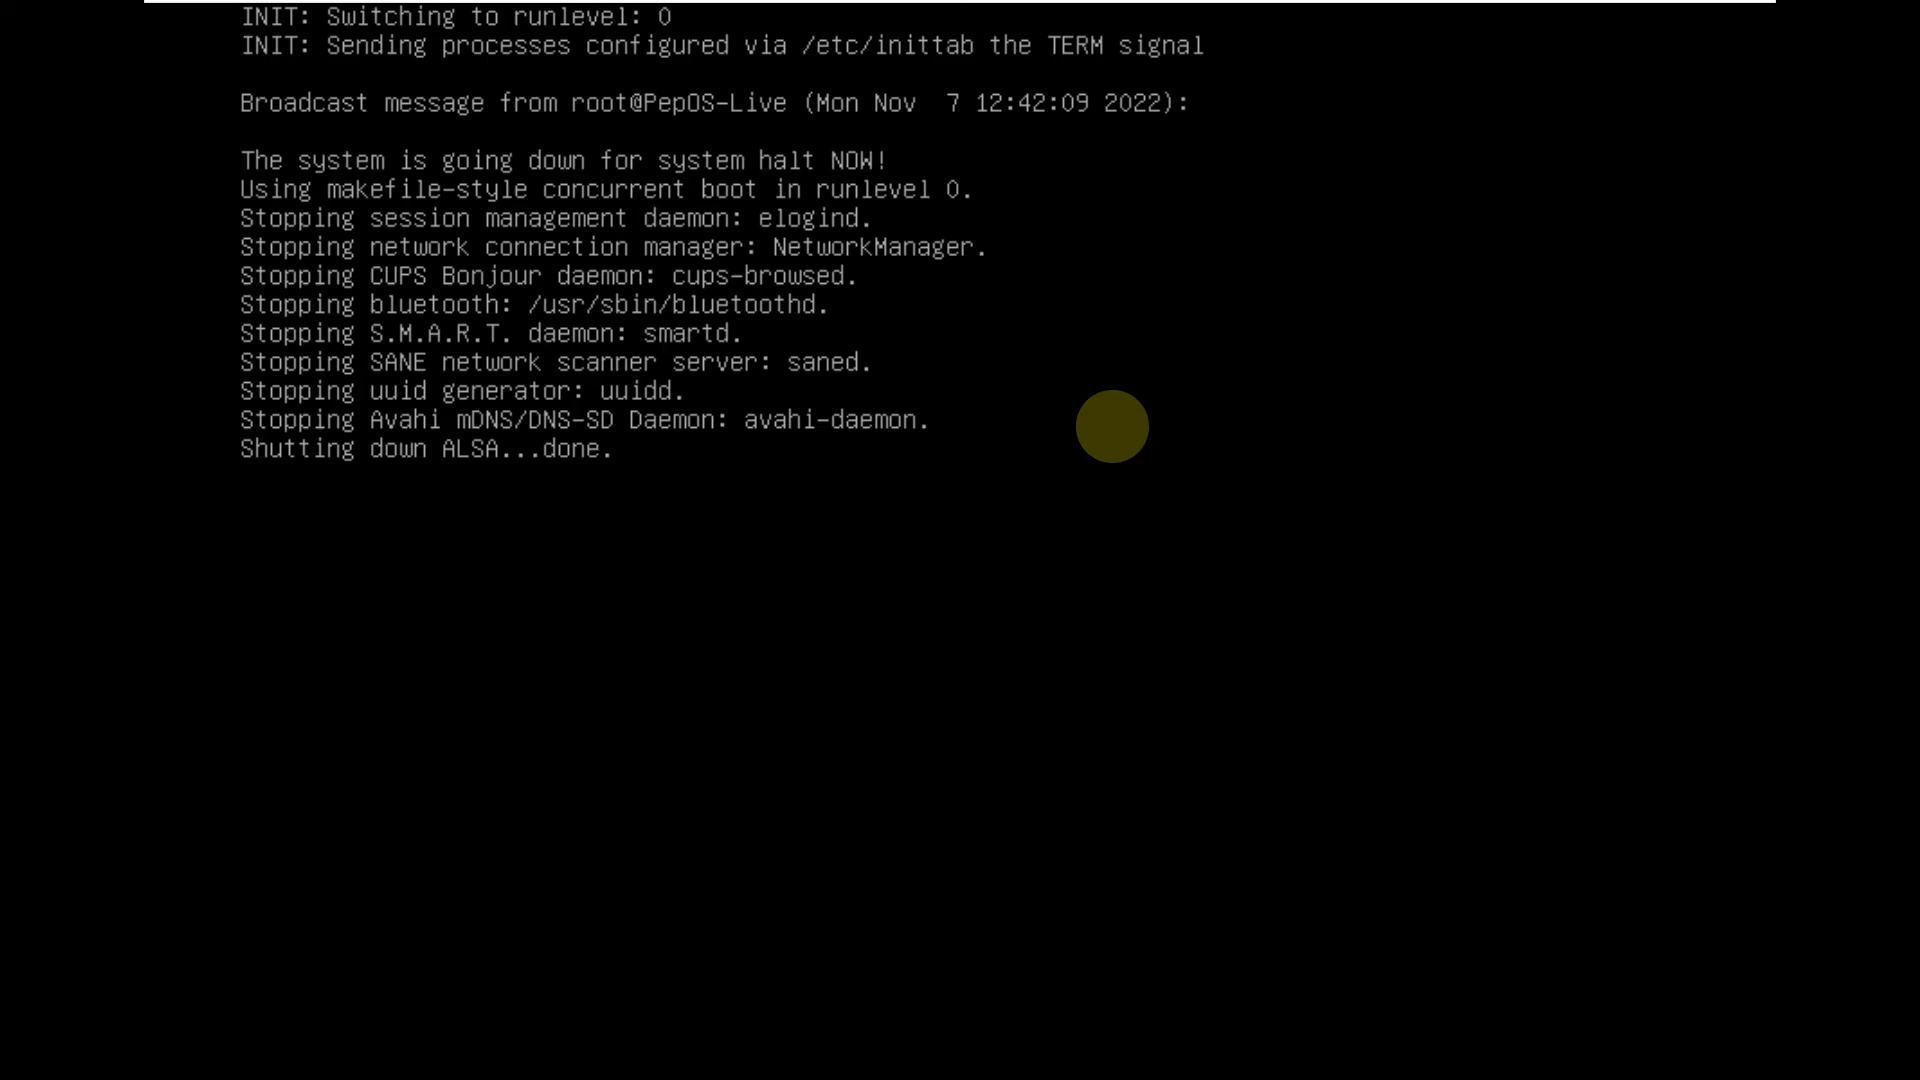 INIT: Switching to runlevel: 0
INIT: Sending processes configured via /etc/inittab the TERM signal
Broadcast message from root@PepOS-Live (Mon Nov  7 12:42:09 2022):
The system is going down for system halt NOW!
Using makefile-style concurrent boot in runlevel 0.
Stopping session management daemon: elogind.
Stopping network connection manager: NetworkManager.
Stopping CUPS Bonjour daemon: cups-browsed.
Stopping bluetooth: /usr/sbin/bluetoothd.
Stopping S.M.A.R.T. daemon: smartd.
Stopping SANE network scanner server: saned.
Stopping uuid generator: uuidd.
Stopping Avahi mDNS/DNS-SD Daemon: avahi-daemon.
Shutting down ALSA...done.